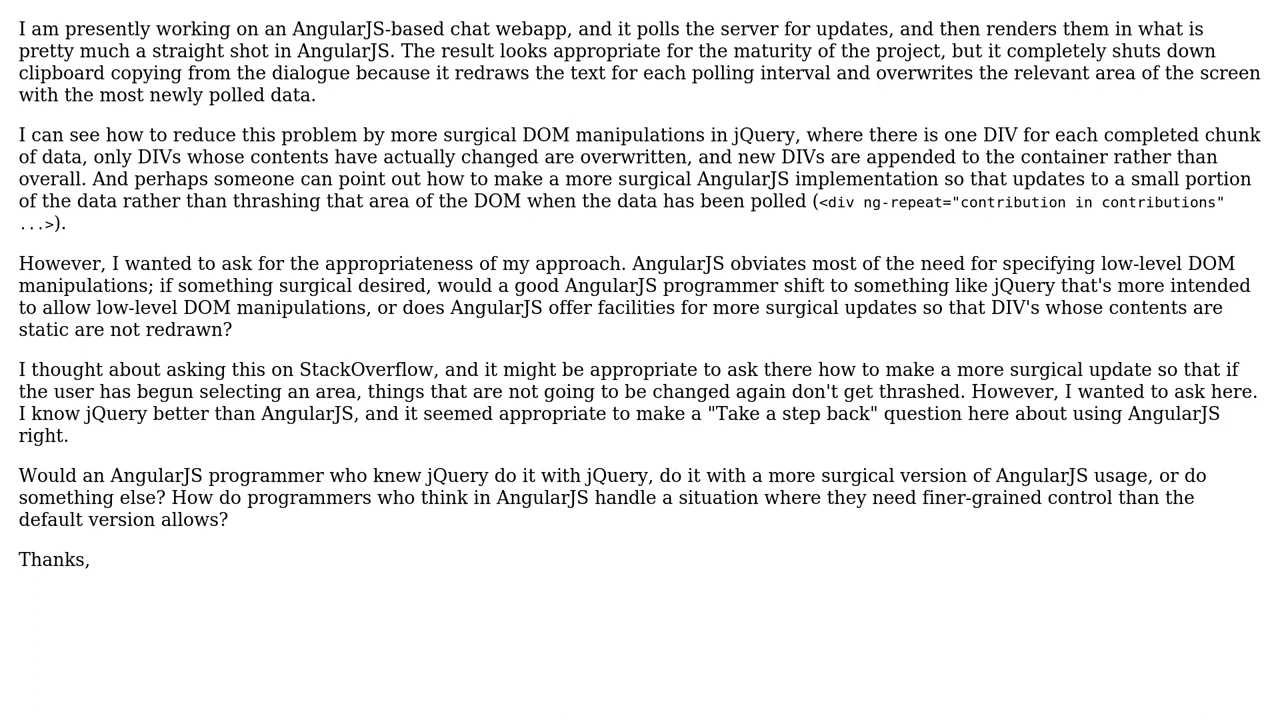 I am presently working on an AngularJS-based chat webapp, and it polls the server for updates, and then renders them in what is
pretty much a straight shot in AngularJS. The result looks appropriate for the maturity of the project, but it completely shuts down
clipboard copying from the dialogue because it redraws the text for each polling interval and overwrites the relevant area of the screen
with the most newly polled data.
I can see how to reduce this problem by more surgical DOM manipulations in jQuery, where there is one DIV for each completed chunk
of data, only DIVs whose contents have actually changed are overwritten, and new DIVs are appended to the container rather than
overall. And perhaps someone can point out how to make a more surgical AngularJS implementation so that updates to a small portion
of the data rather than thrashing that area of the DOM when the data has been polled (<div ng-repeat="contribution in contributions"
...>).
However, I wanted to ask for the appropriateness of my approach. AngularJS obviates most of the need for specifying low-level DOM
manipulations; if something surgical desired, would a good AngularJS programmer shift to something like jQuery that's more intended
to allow low-level DOM manipulations, or does AngularJS offer facilities for more surgical updates so that DIV's whose contents are
static are not redrawn?
I thought about asking this on StackOverflow, and it might be appropriate to ask there how to make a more surgical update so that if
the user has begun selecting an area, things that are not going to be changed again don't get thrashed. However, I wanted to ask here.
I know jQuery better than AngularJS, and it seemed appropriate to make a "Take a step back" question here about using AngularJS
right.
Would an AngularJS programmer who knew jQuery do it with jQuery, do it with a more surgical version of AngularJS usage, or do
something else? How do programmers who think in AngularJS handle a situation where they need finer-grained control than the
default version allows?
Thanks,